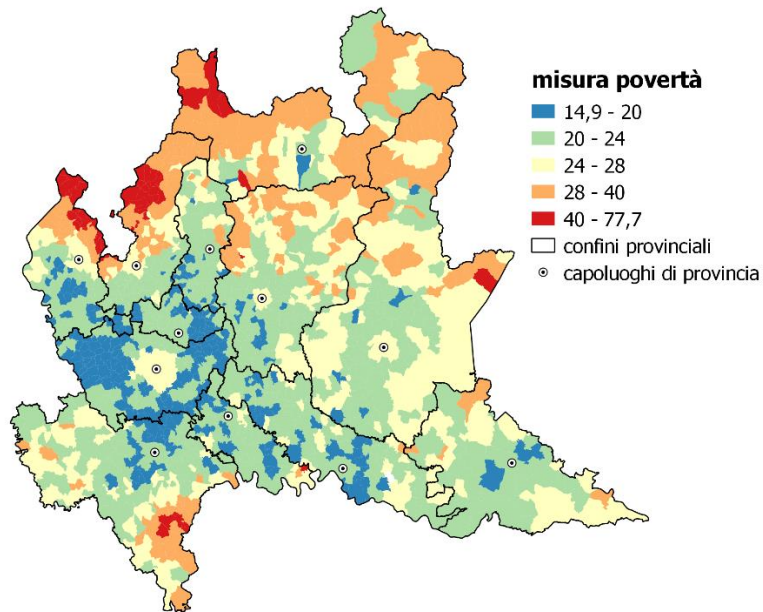 misura povertà
14,9 - 20
20 - 24
24 - 28
28 - 40
40 - 77,7
confini provinciali
capoluoghi di provincia